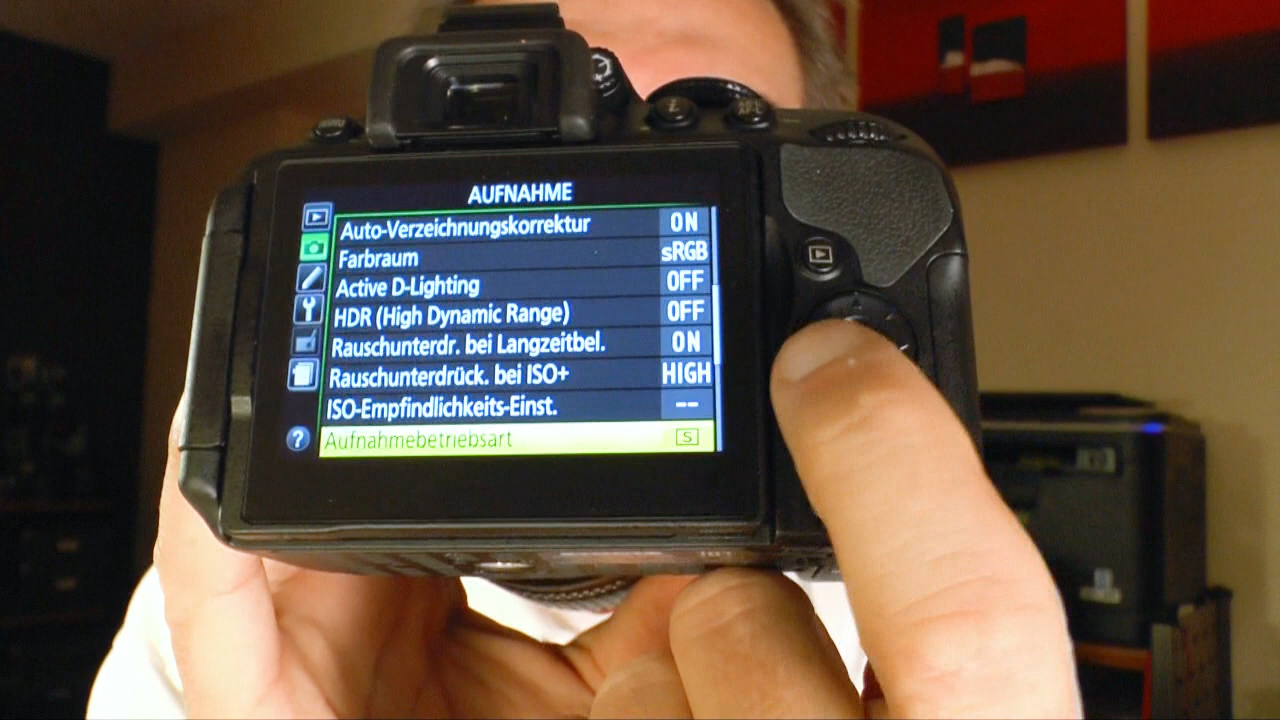 AUFNAHME
Auto-Verzeichnungskorrektur ON
Farbraum sRGB
Active D-Lighting OFF
HDR (High Dynamic Range) OFF
Rauschunterdr. bei Langzeitbel. ON
Rauschunterdrück. bei ISO+ HIGH
ISO-Empfindlichkeits-Einst. --
? Aufnahmebetriebsart S